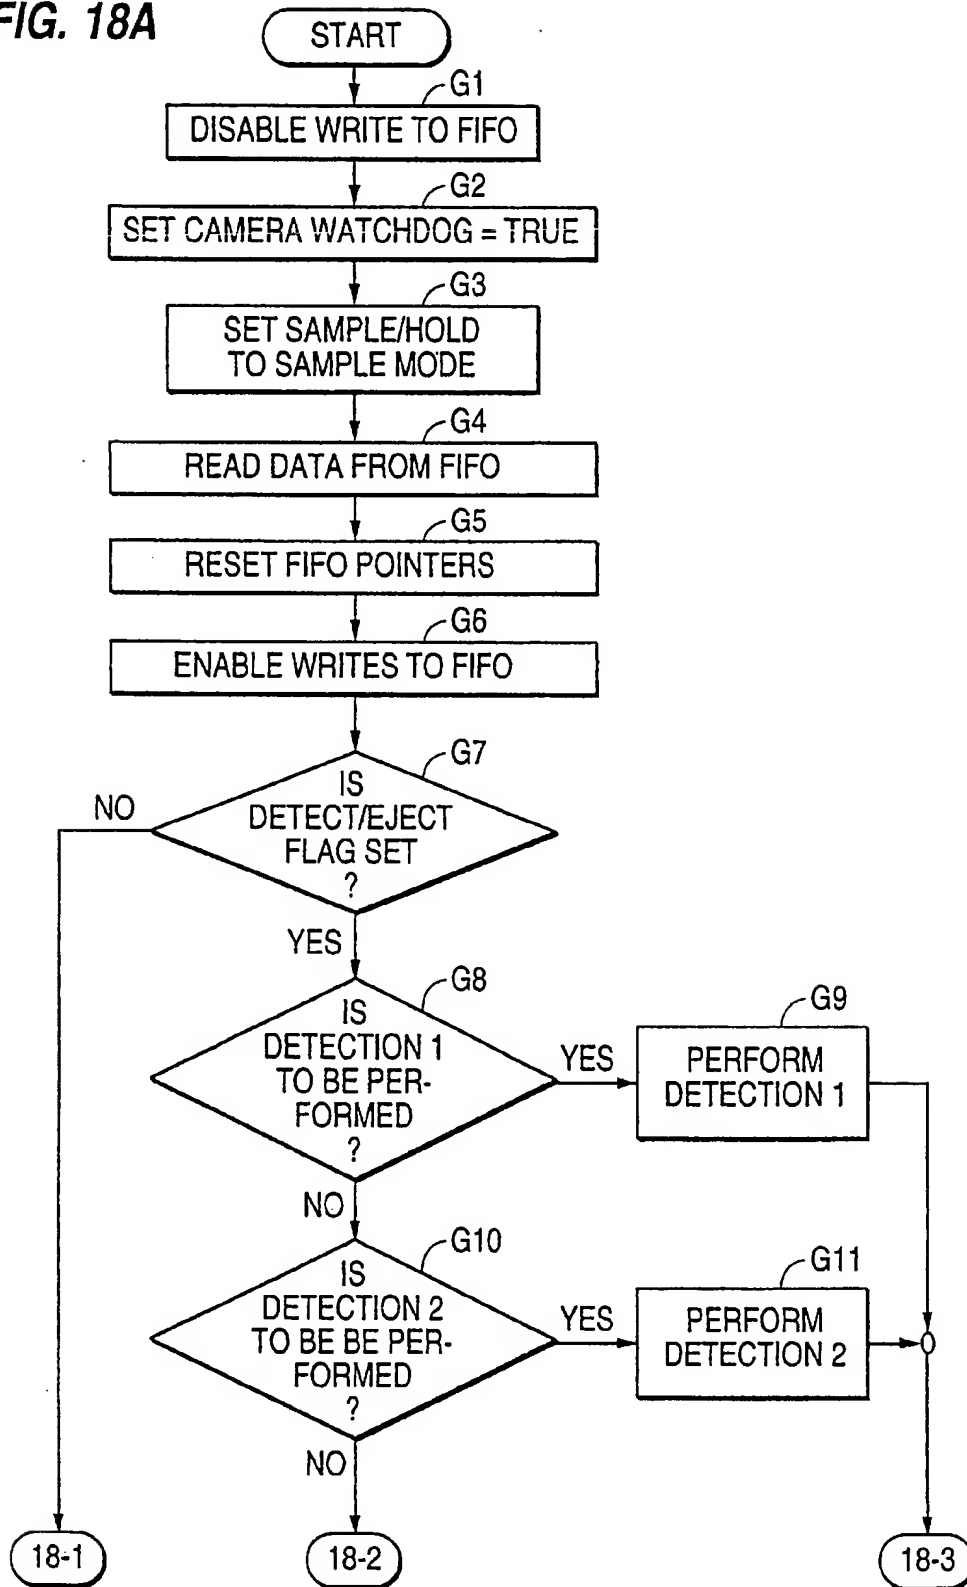 FIG. 18A
START
G1
DISABLE WRITE TO FIFO
G2
SET CAMERA WATCHDOG = TRUE
G3
SET SAMPLE/HOLD
TO SAMPLE MODE
G4
READ DATA FROM FIFO
G5
RESET FIFO POINTERS
G6
ENABLE WRITES TO FIFO
G7
IS
DETECT/EJECT
FLAG SET
?
NO
YES
G8
IS
DETECTION 1
TO BE PER-
FORMED
?
YES
G9
PERFORM
DETECTION 1
NO
G10
IS
DETECTION 2
TO BE BE PER-
FORMED
?
YES
G11
PERFORM
DETECTION 2
NO
18-1
18-2
18-3